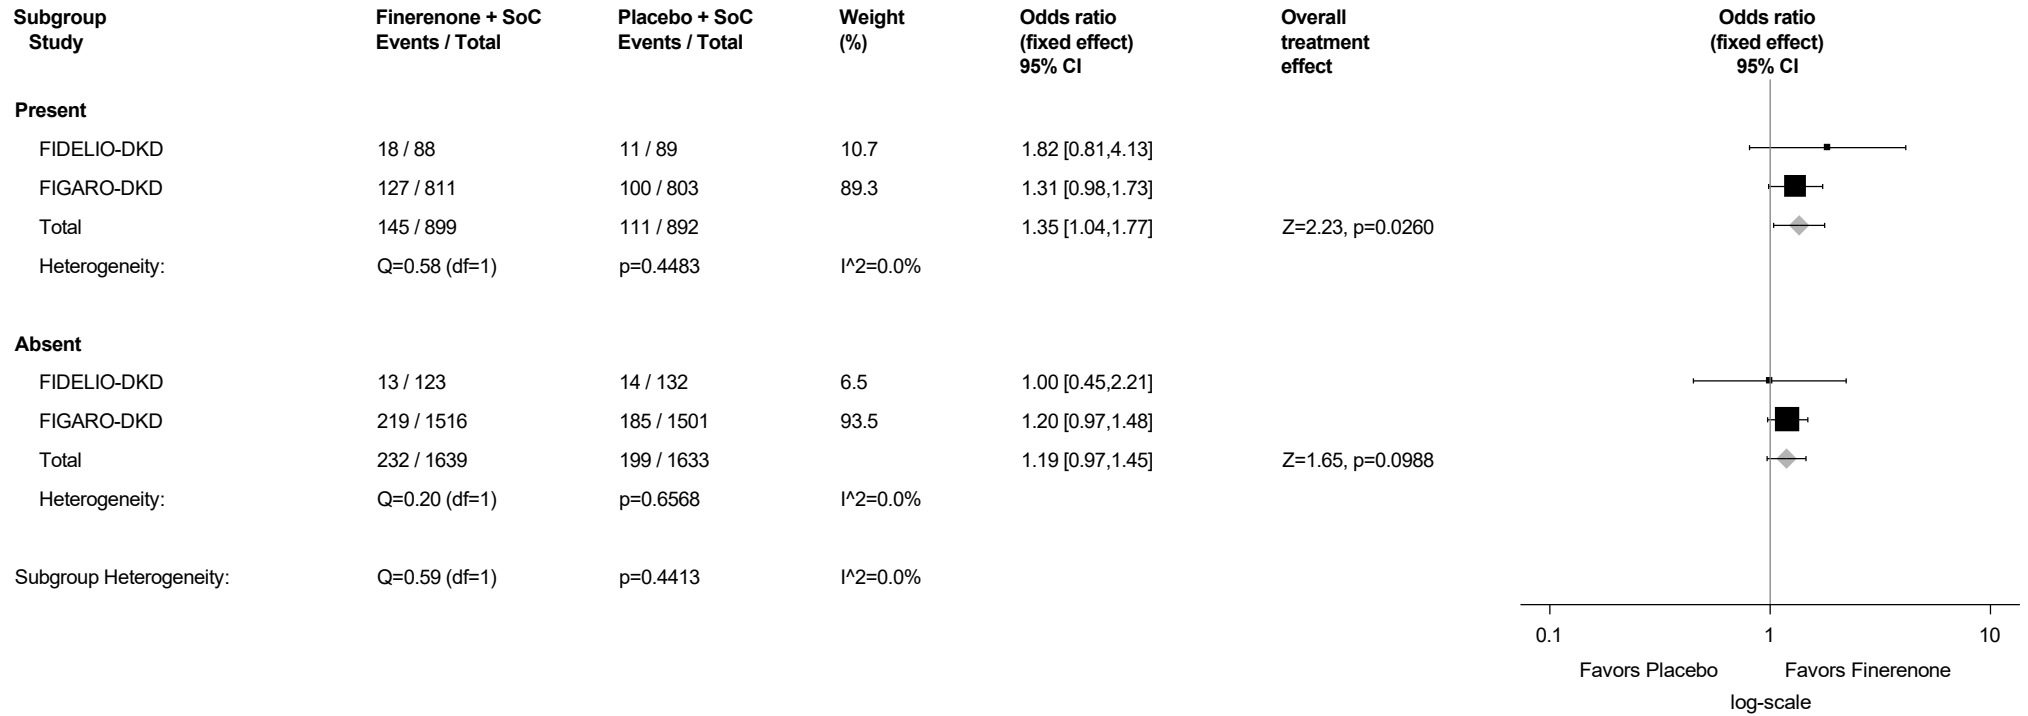 Subgroup Finerenone + SoC Placebo + SoC Weight Odds ratio Overall Odds ratio
Study Events / Total Events / Total (%) (fixed effect) treatment (fixed effect)
95% CI effect 95% CI
Present
FIDELIO-DKD 18 / 88 11 / 89 10.7 1.82 [0.81,4.13]
FIGARO-DKD 127 / 811 100 / 803 89.3 1.31 [0.98,1.73]
Total 145 / 899 111 / 892 1.35 [1.04,1.77] Z=2.23, p=0.0260
Heterogeneity: Q=0.58 (df=1) p=0.4483 I^2=0.0%
Absent
FIDELIO-DKD 13 / 123 14 / 132 6.5 1.00 [0.45,2.21]
FIGARO-DKD 219 / 1516 185 / 1501 93.5 1.20 [0.97,1.48]
Total 232 / 1639 199 / 1633 1.19 [0.97,1.45] Z=1.65, p=0.0988
Heterogeneity: Q=0.20 (df=1) p=0.6568 I^2=0.0%
Subgroup Heterogeneity: Q=0.59 (df=1) p=0.4413 I^2=0.0%
0.1 1 10
Favors Placebo Favors Finerenone
log-scale